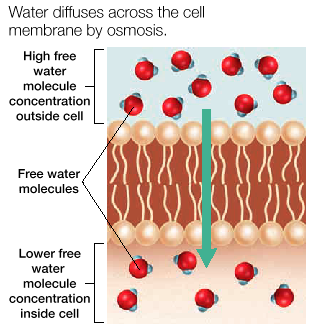 Water diffuses across the cell
membrane by osmosis.
High free
water
molecule
concentration
outside cell
Free water
molecules
Lower free
water
molecule
concentration
inside cell